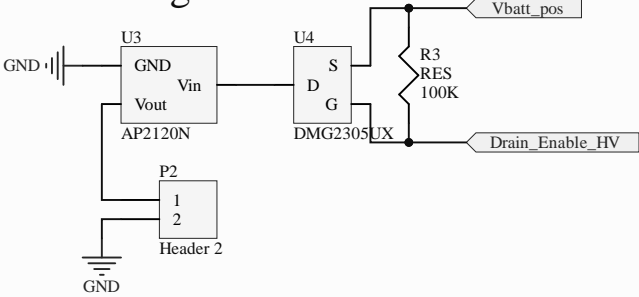 g
Vbatt_pos
U3
U4
GND
GND
S
R3
RES
100K
Vin
D
Vout
G
AP2120N
DMG2305UX
Drain_Enable_HV
P2
1
2
Header 2
GND